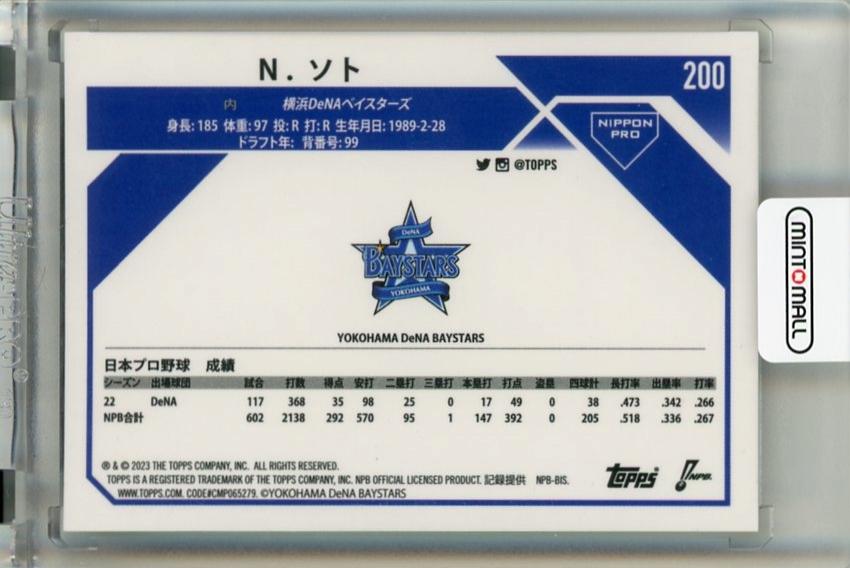 N. ソト
200
内 横浜DeNAベイスターズ
身長: 185 体重: 97 投: R 打: R 生年月日: 1989-2-28
ドラフト年: 背番号: 99
NIPPON
PRO
@TOPPS
DeNA
BAYSTARS
YOKOHAMA
MINT MALL
YOKOHAMA DeNA BAYSTARS
日本プロ野球 成績
シーズン 出場球団 試合 打数 得点 安打 二塁打 三塁打 本塁打 打点 盗塁 四球計 長打率 出塁率 打率
22 DeNA 117 368 35 98 25 0 17 49 0 38 .473 .342 .266
NPB合計 602 2138 292 570 95 1 147 392 0 205 .518 .336 .267
® & © 2023 THE TOPPS COMPANY, INC. ALL RIGHTS RESERVED.
TOPPS IS A REGISTERED TRADEMARK OF THE TOPPS COMPANY, INC. NPB OFFICIAL LICENSED PRODUCT. 記録提供 NPB-BIS.
WWW.TOPPS.COM. CODE#CMP065279. ©YOKOHAMA DeNA BAYSTARS
Topps®
NPB.